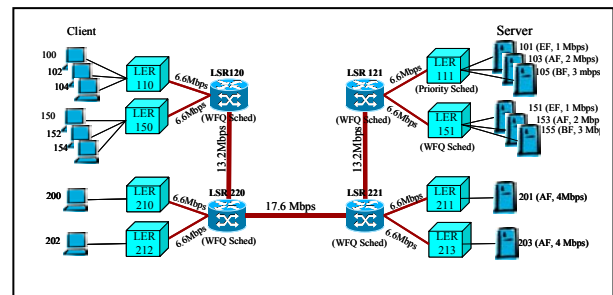 Client
Server
100
102
104
LER
110
6.6Mbps
LSR120
(WFQ Sched)
150
152
154
LER
150
6.6Mbps
LSR 121
(WFQ Sched)
6.6Mbps
LER
111
(Priority Sched)
101 (EF, 1 Mbps)
103 (AF, 2 Mbps)
105 (BF, 3 mbps)
6.6Mbps
LER
151
(WFQ Sched)
151 (EF, 1 Mbps)
153 (AF, 2 Mbp
155 (BF, 3 Mb
13.2Mbps
13.2Mbps
200
LER
210
6.6Mbps
LSR 220
(WFQ Sched)
17.6 Mbps
LSR 221
(WFQ Sched)
6.6Mbps
LER
211
201 (AF, 4Mbps)
202
LER
212
6.6Mbps
6.6Mbps
LER
213
203 (AF, 4 Mbps)